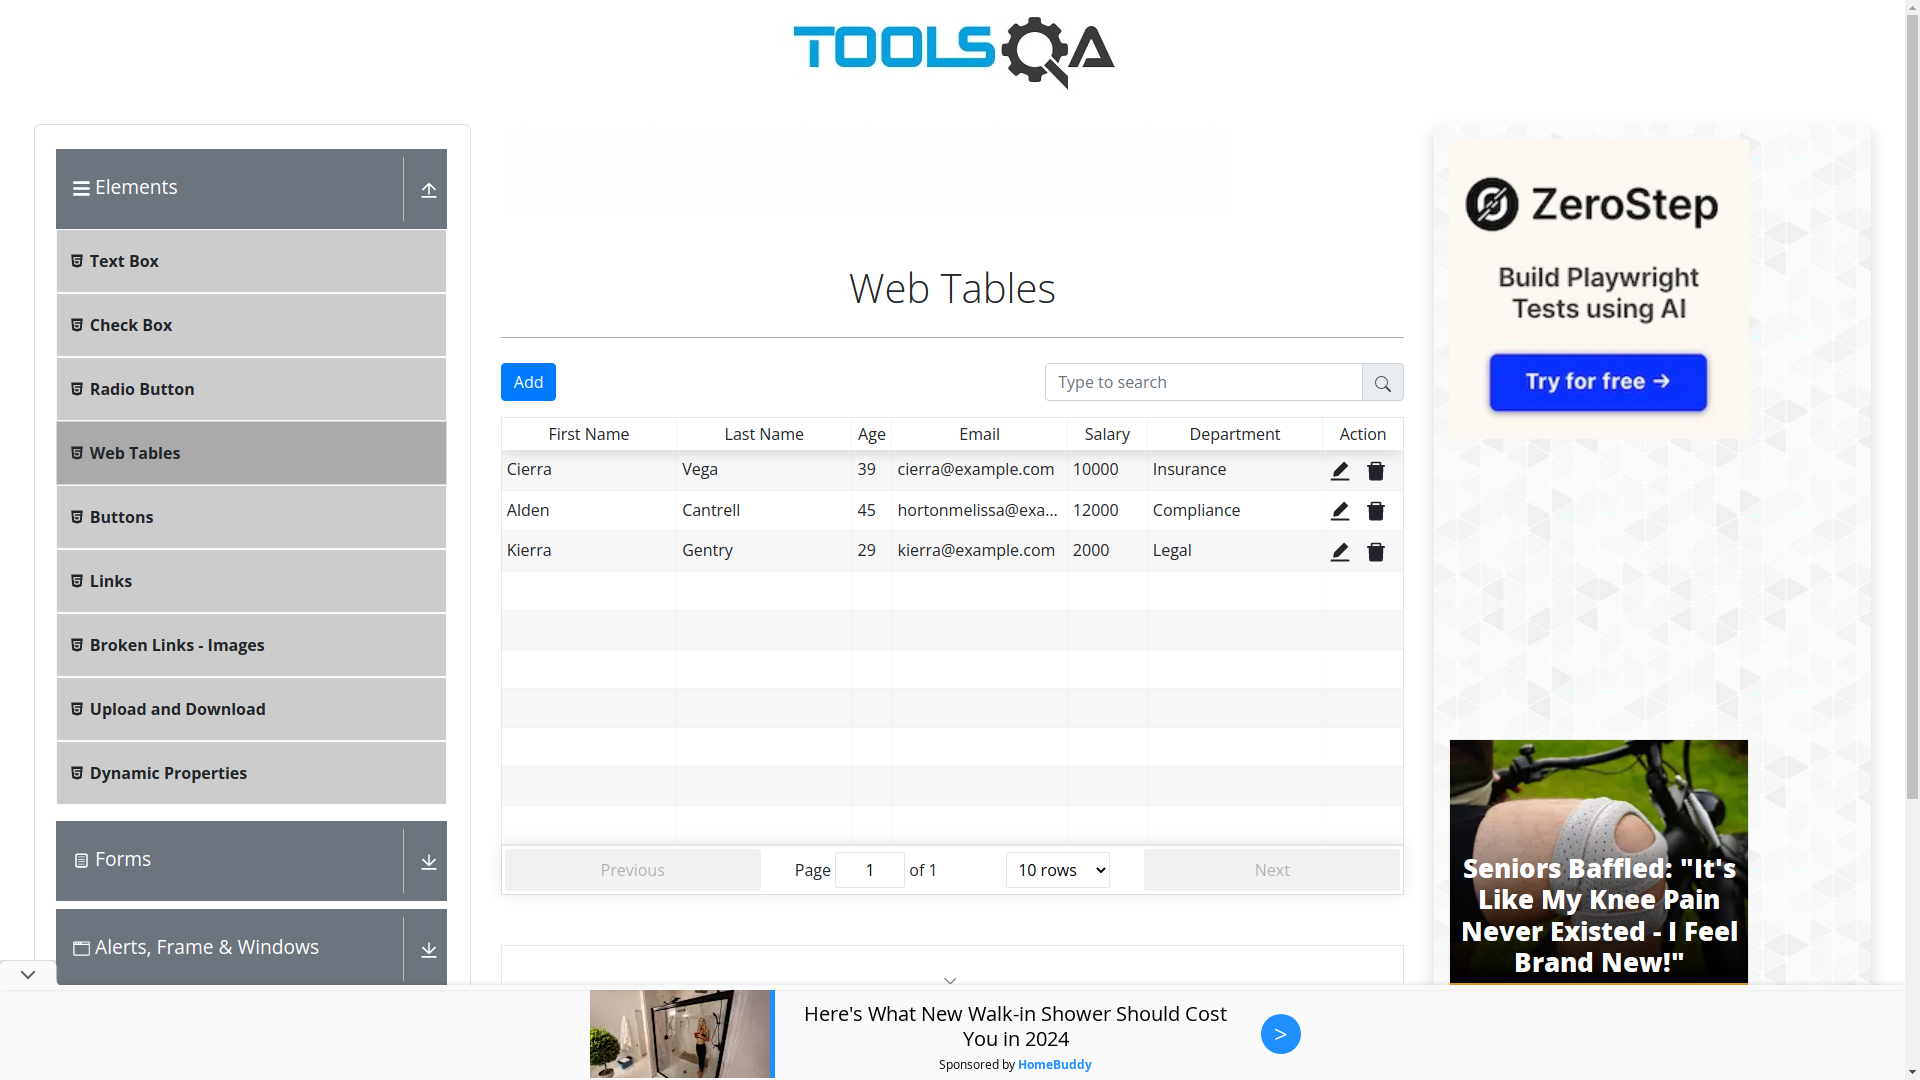 TOOLSQA
Elements
Text Box
Check Box
Radio Button
Web Tables
Buttons
Links
Broken Links - Images
Upload and Download
Dynamic Properties
Forms
Alerts, Frame & Windows
Web Tables
Add
Type to search
First Name Last Name Age Email Salary Department Action
Cierra Vega 39 cierra@example.com 10000 Insurance
Alden Cantrell 45 hortonmelissa@exa... 12000 Compliance
Kierra Gentry 29 kierra@example.com 2000 Legal
Previous Page 1 of 1 10 rows Next
ZeroStep
Build Playwright
Tests using AI
Try for free →
Seniors Baffled: "It's
Like My Knee Pain
Never Existed - I Feel
Brand New!"
Here's What New Walk-in Shower Should Cost
You in 2024
Sponsored by HomeBuddy
>